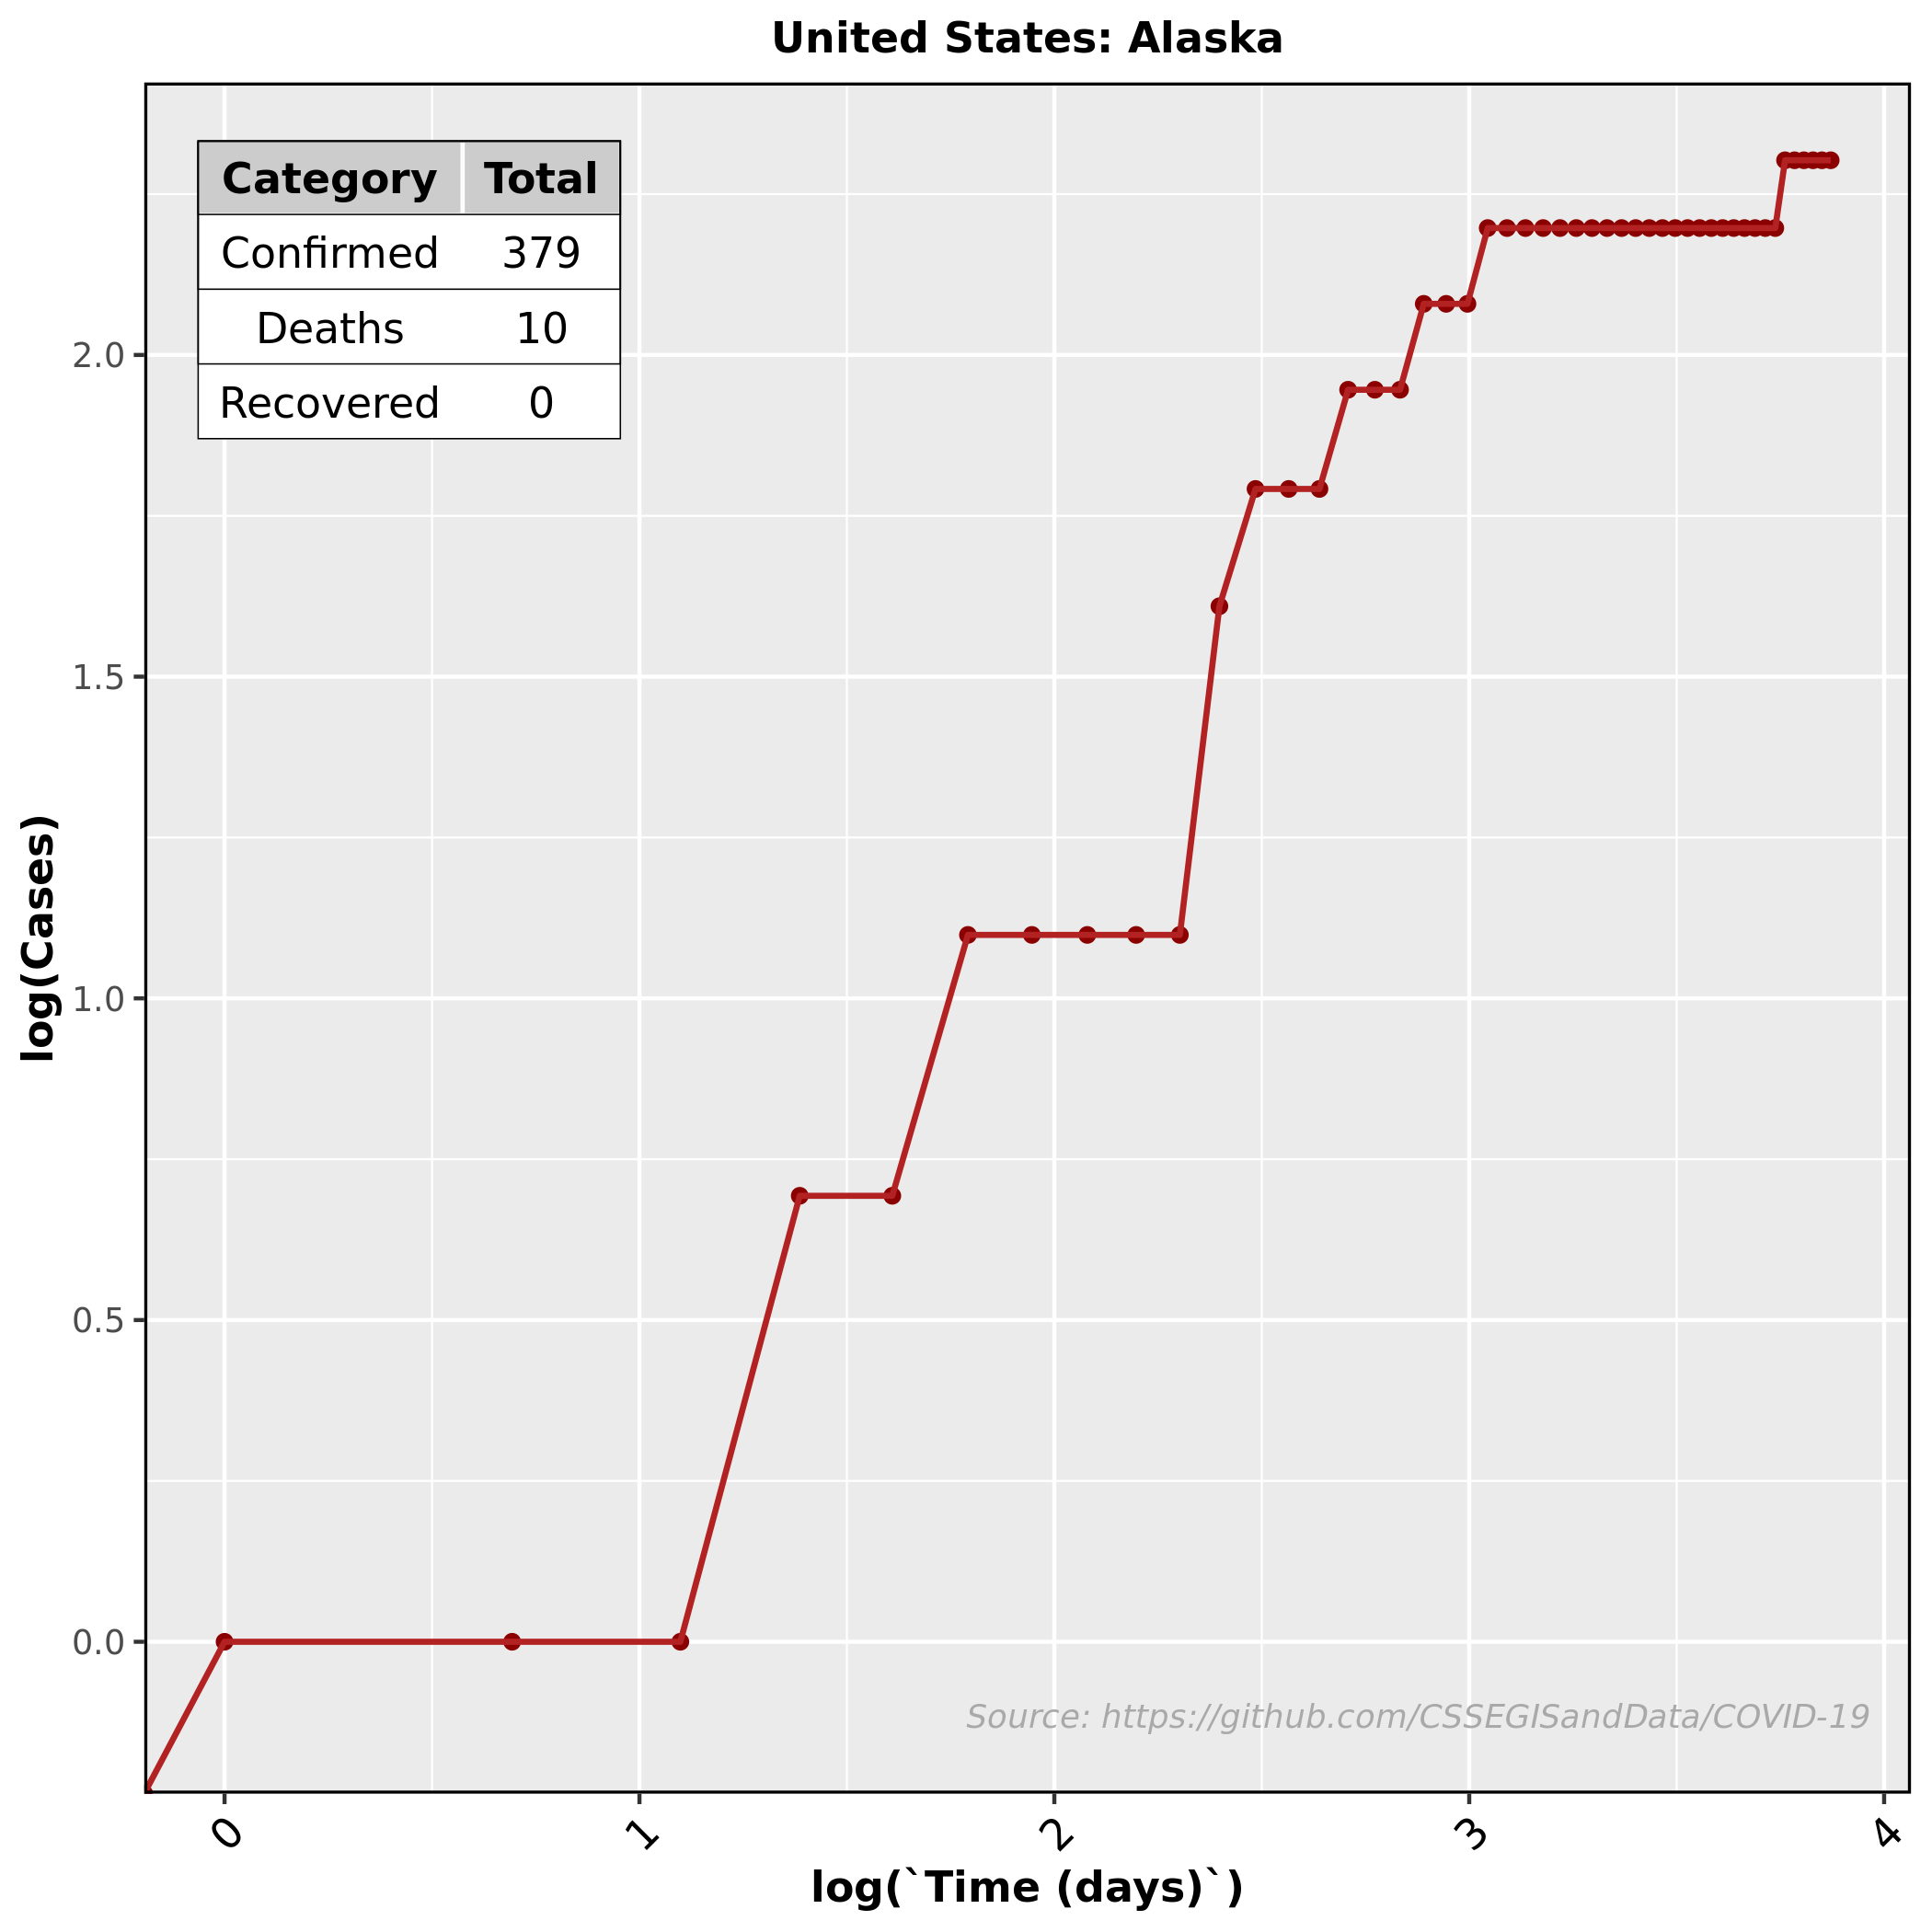 United States: Alaska
Category Total
Confirmed 379
Deaths 10
Recovered 0
2.0
1.5
1.0
0.5
0.0
log(Cases)
Source: https://github.com/CSSEGISandData/COVID-19
0 1 2 3 4
log(`Time (days)`)